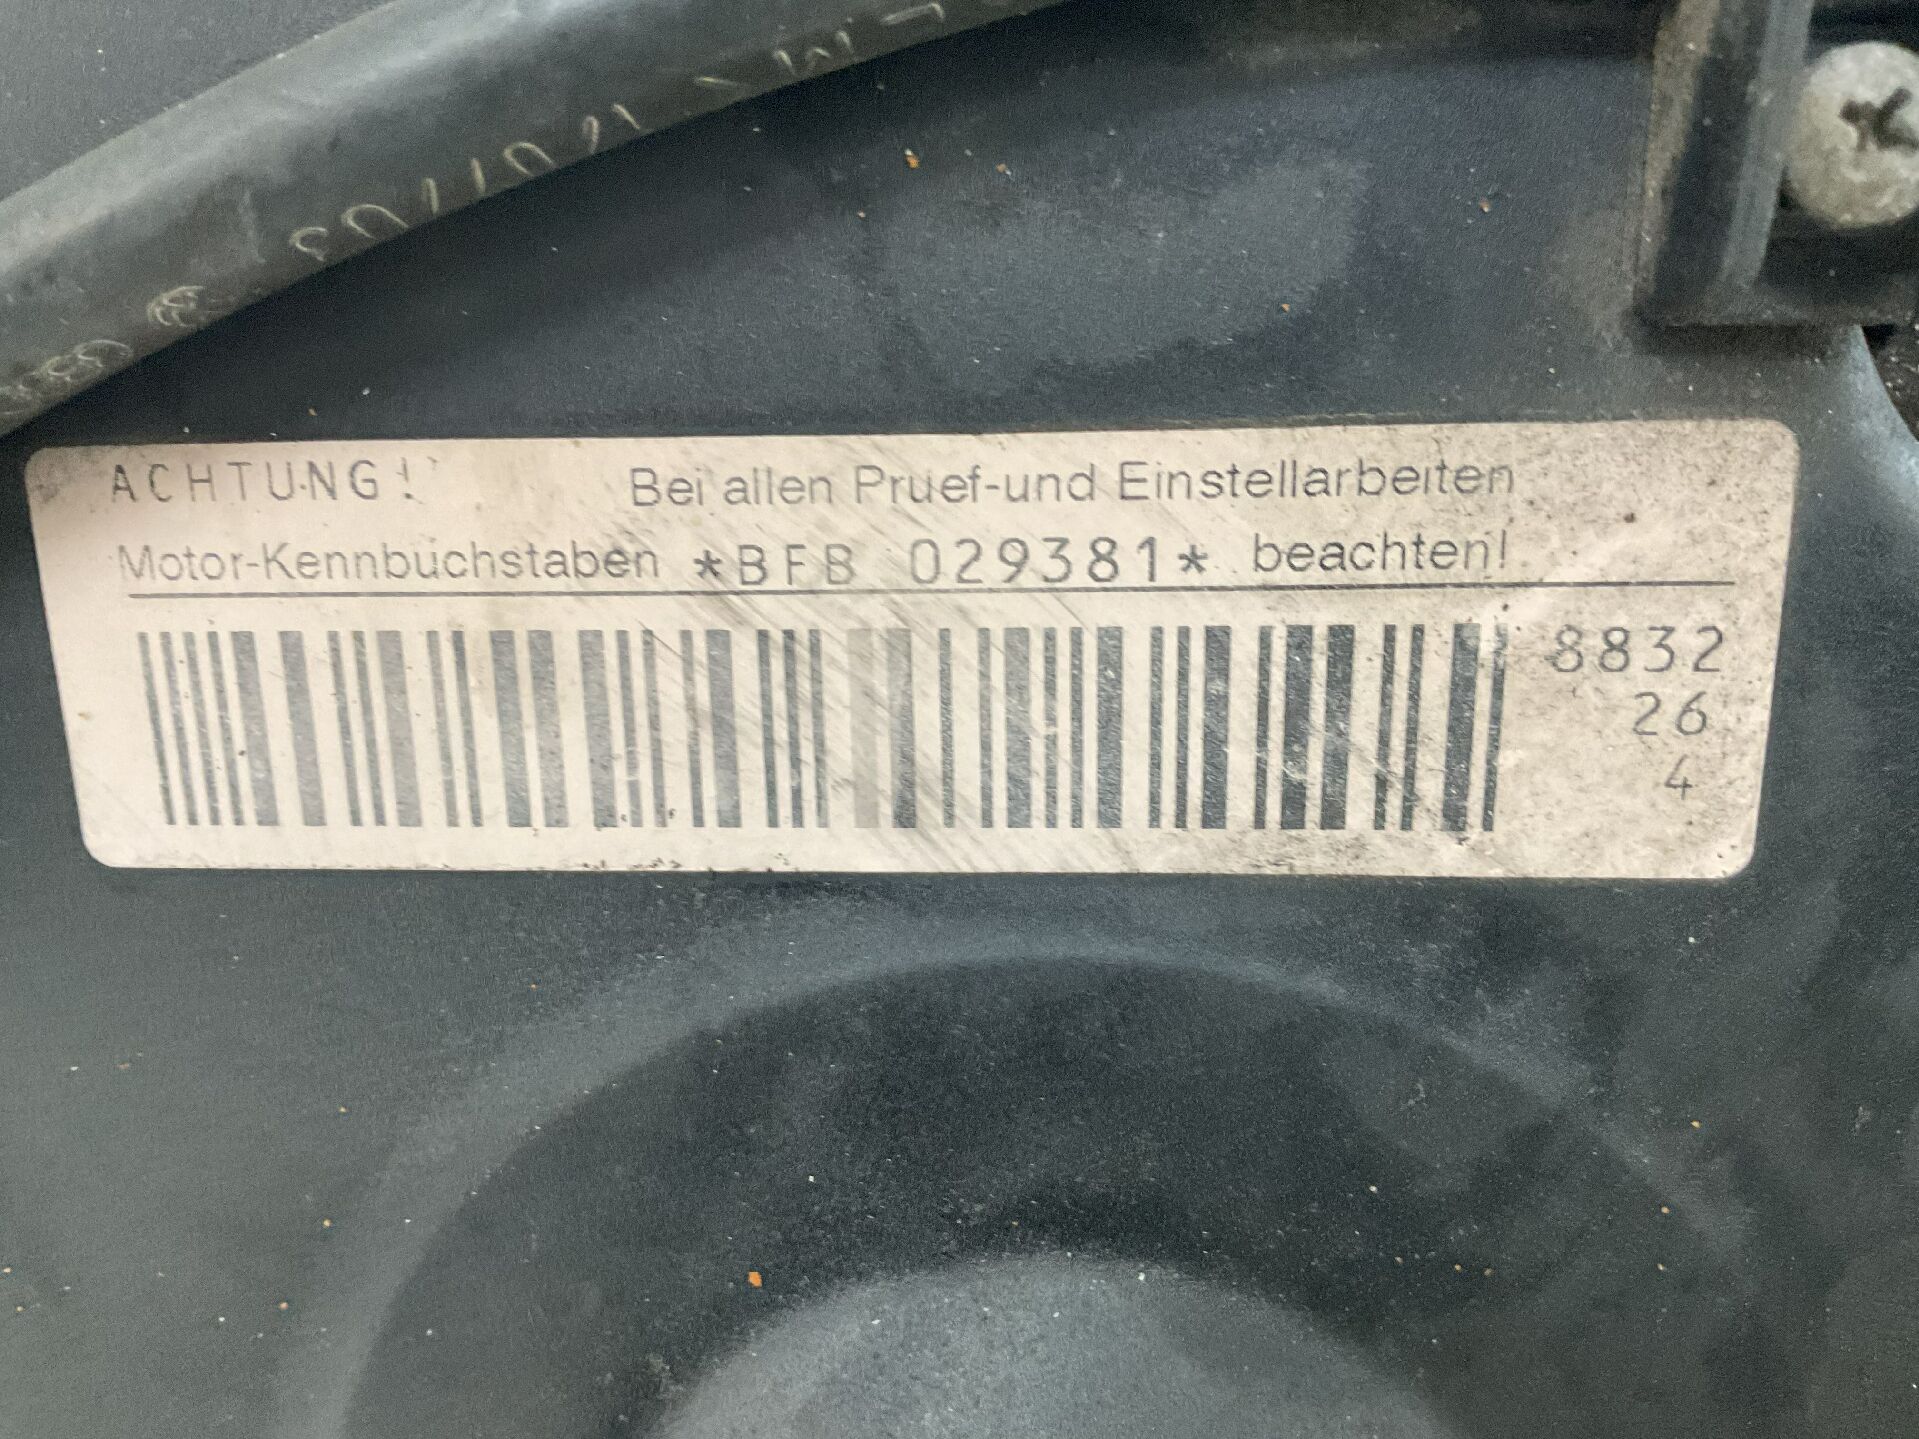 ACHTUNG! Bei allen Pruef-und Einstellarbeiten
Motor-Kennbuchstaben *BFB 029381* beachten!
8832
26
4